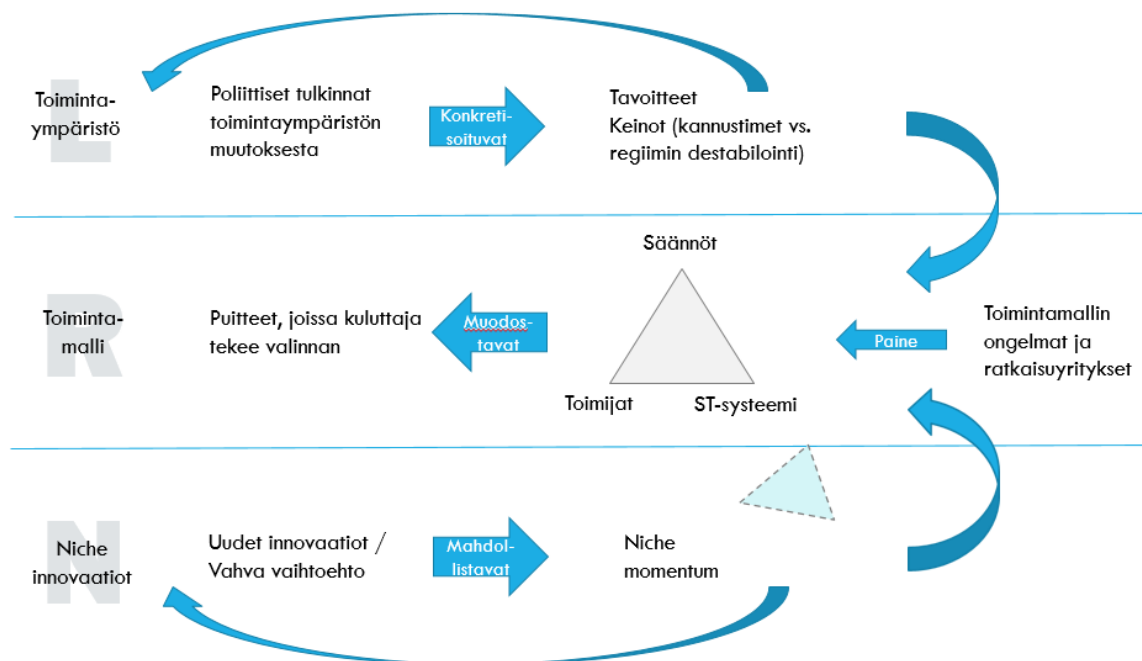 L
Toiminta-
ympäristö
Poliittiset tulkinnat
toimintaympäristön
muutoksesta
Konkreti-
soituvat
Tavoitteet
Keinot (kannustimet vs.
regiimin destabilointi)
R
Toiminta-
malli
Puitteet, joissa kuluttaja
tekee valinnan
Muodos-
tavat
Säännöt
Toimijat
ST-systeemi
Paine
Toimintamallin
ongelmat ja
ratkaisuyritykset
N
Niche
innovaatiot
Uudet innovaatiot /
Vahva vaihtoehto
Mahdol-
listavat
Niche
momentum